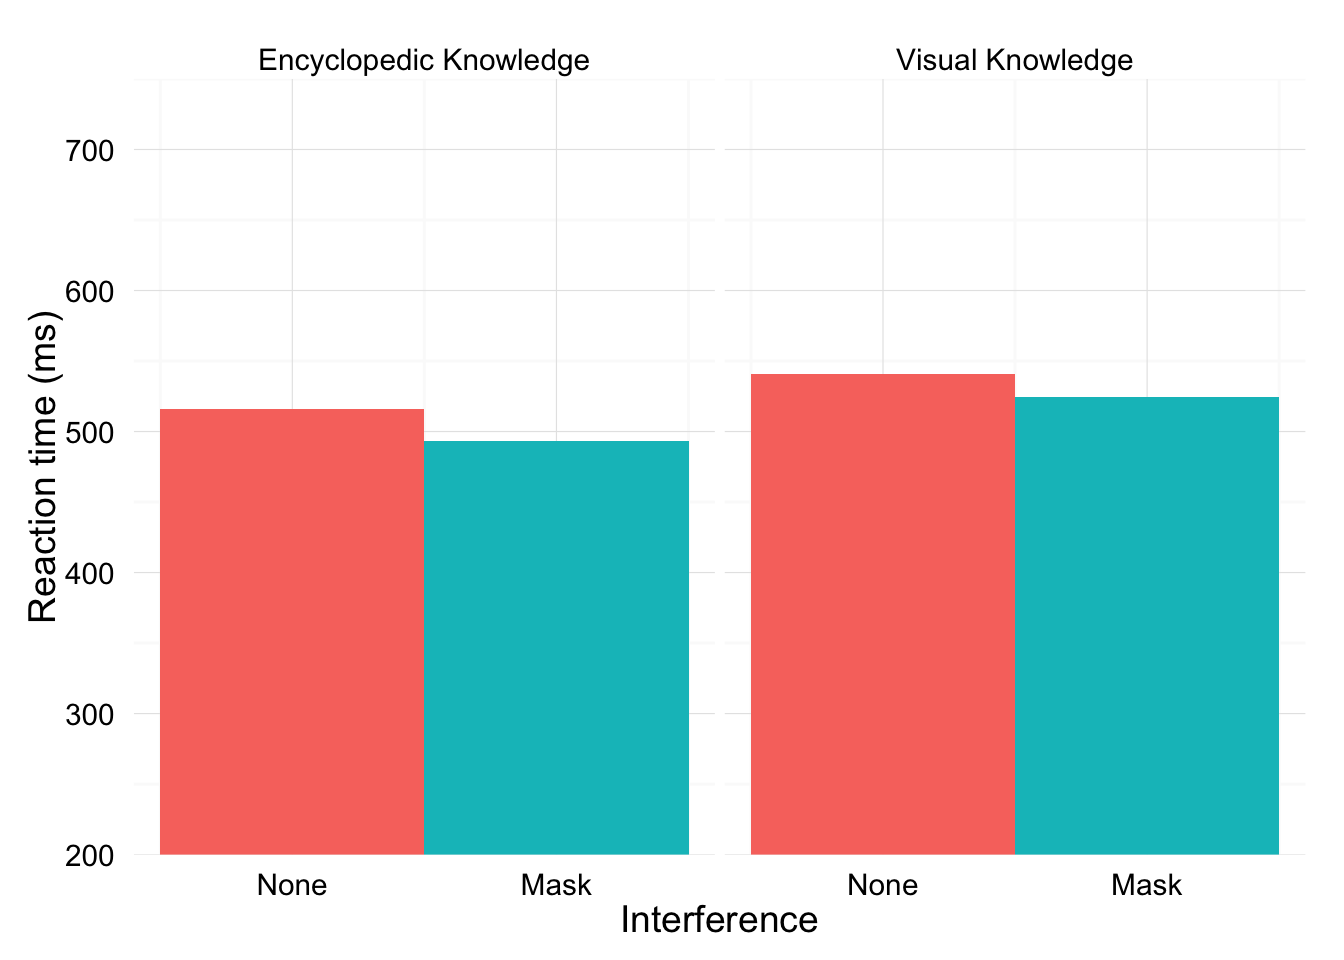 Encyclopedic Knowledge
Visual Knowledge
Reaction time (ms)
700
600
500
400
300
200
None
Mask
None
Mask
Interference